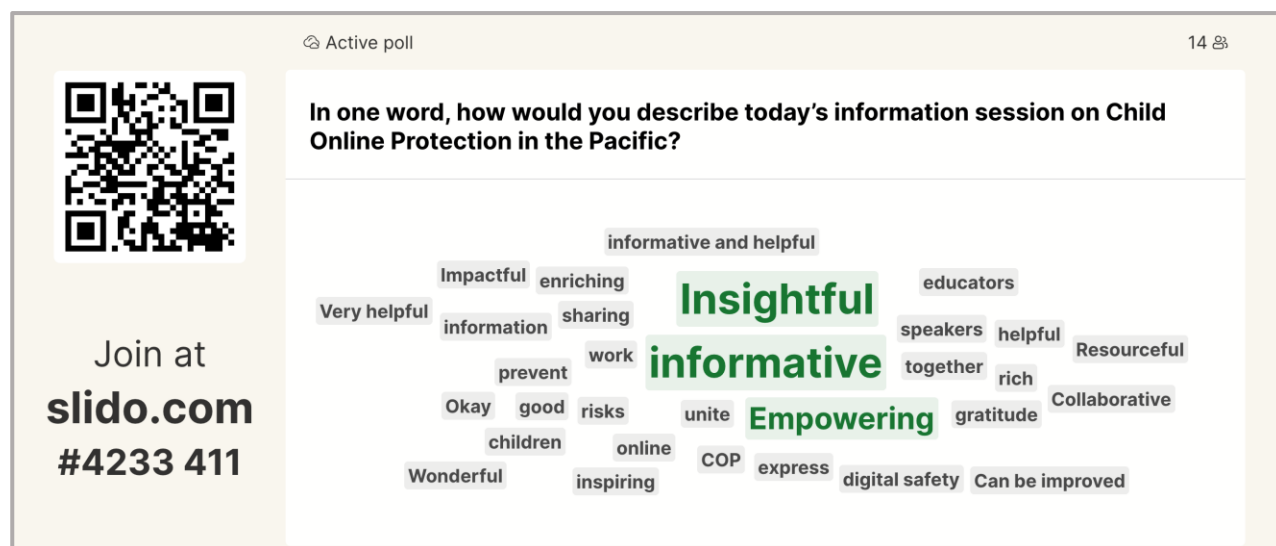 Active poll
14
In one word, how would you describe today's information session on Child
Online Protection in the Pacific?
Join at
slido.com
#4233 411
informative and helpful
Impactful
enriching
Insightful
educators
Very helpful
information
sharing
speakers
helpful
Resourceful
work
informative
together
prevent
rich
Okay
good
risks
unite
Empowering
gratitude
Collaborative
children
online
COP
express
Wonderful
inspiring
digital safety
Can be improved